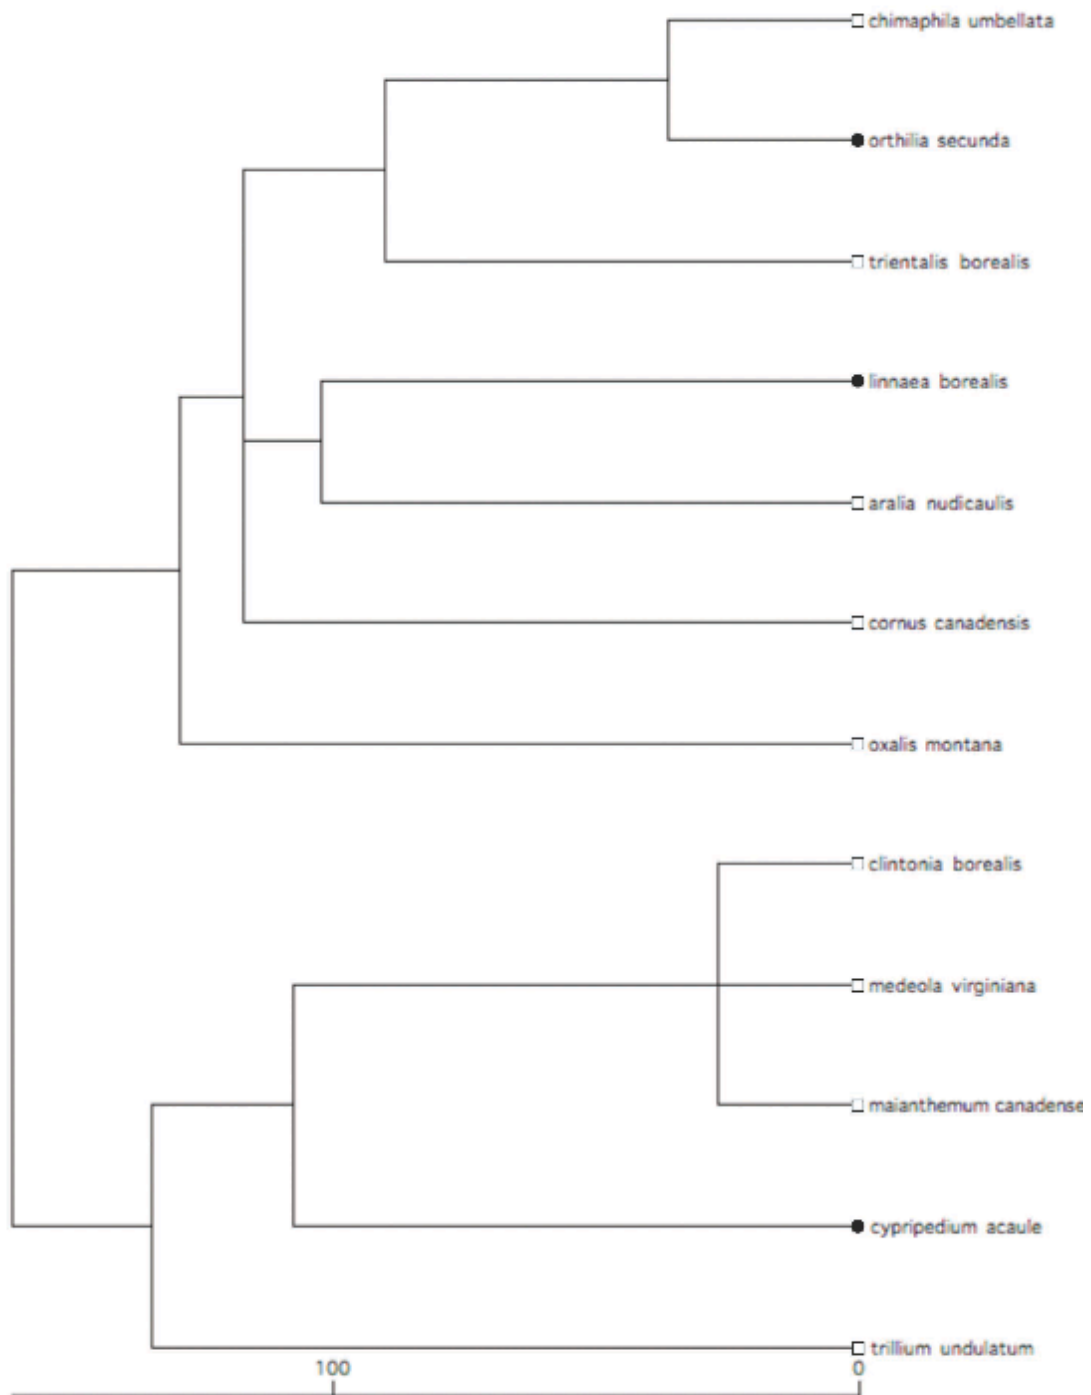 chimaphila umbellata
orthilia secunda
trientalis borealis
linnaea borealis
aralia nudicaulis
cornus canadensis
oxalis montana
clintonia borealis
medeola virginiana
maianthemum canadense
cypripedium acaule
trillium undulatum
100 0